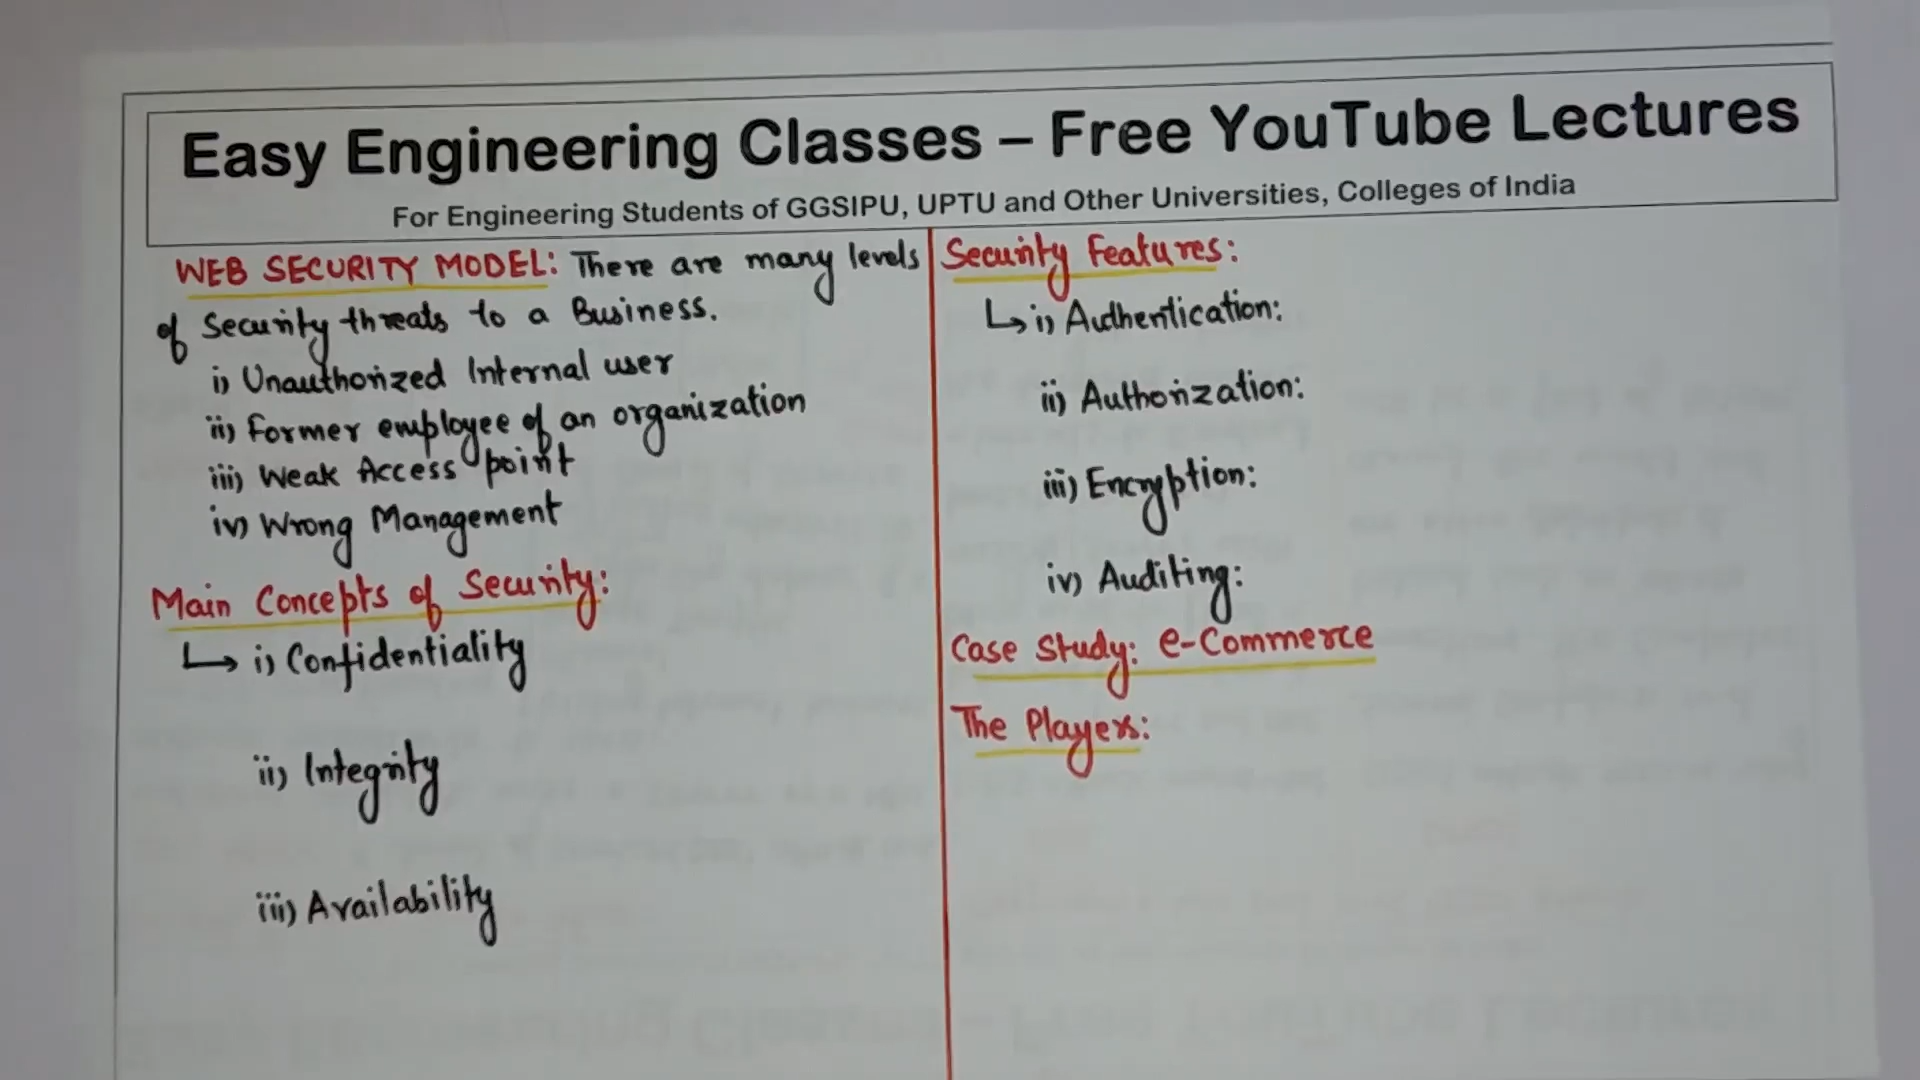 Easy Engineering Classes – Free YouTube Lectures
For Engineering Students of GGSIPU, UPTU and Other Universities, Colleges of India
WEB SECURITY MODEL: There are many levels
of Security threats to a Business.
i) Unauthorized Internal user
ii) Former employee of an organization
iii) Weak Access point
iv) Wrong Management
Main Concepts of Security:
↳ i) Confidentiality
ii) Integrity
iii) Availability
Security Features:
↳ i) Authentication:
ii) Authorization:
iii) Encryption:
iv) Auditing:
Case Study: e-Commerce
The Players: